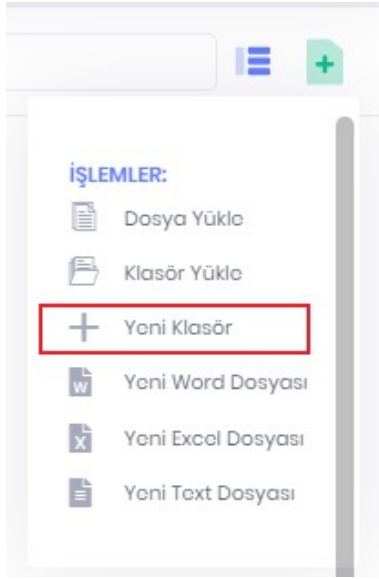 İŞLEMLER:
Dosya Yükle
Klasör Yükle
Yeni Klasör
Yeni Word Dosyası
Yeni Excel Dosyası
Yeni Text Dosyası